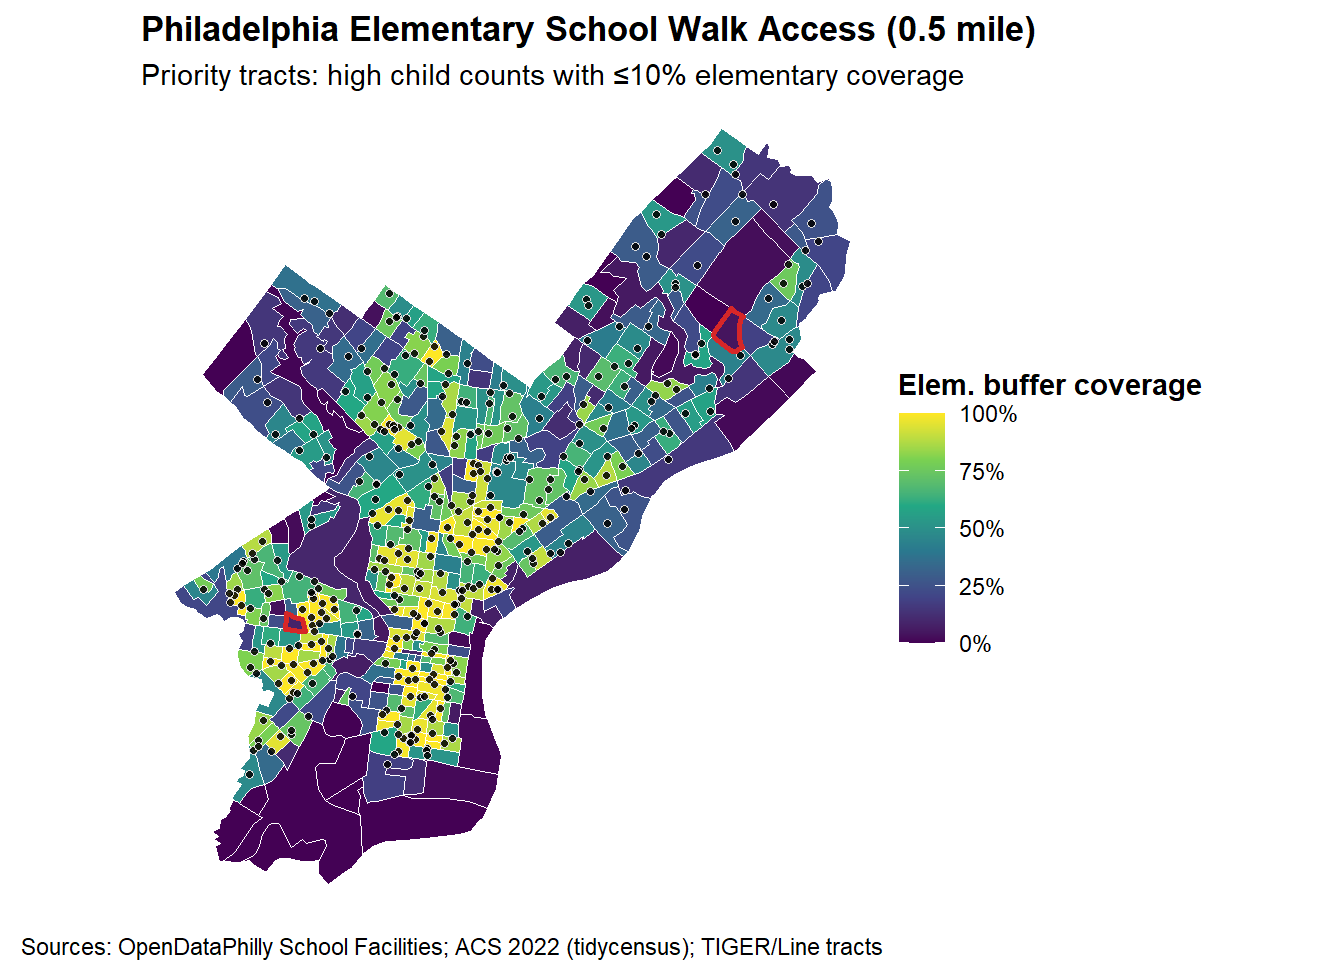 Philadelphia Elementary School Walk Access (0.5 mile)
Priority tracts: high child counts with ≤10% elementary coverage
Elem. buffer coverage
100%
75%
50%
25%
0%
Sources: OpenDataPhilly School Facilities; ACS 2022 (tidycensus); TIGER/Line tracts